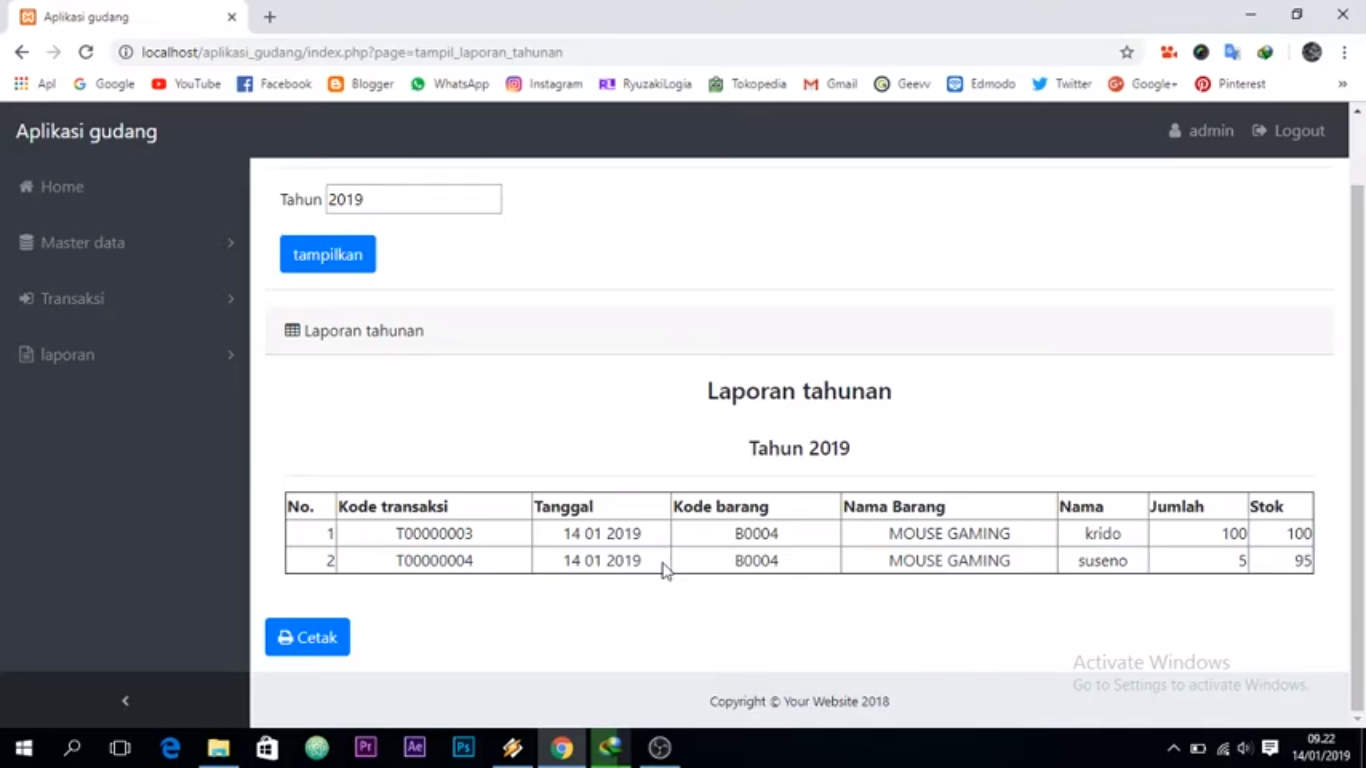 Aplikasi gudang
localhost/aplikasi_gudang/index.php?page=tampil_laporan_tahunan
Apl Google YouTube Facebook Blogger WhatsApp Instagram RyuzakiLogia Tokopedia Gmail Geevv Edmodo Twitter Google+ Pinterest »
Aplikasi gudang admin Logout
Home
Master data
Transaksi
laporan
Tahun 2019
tampilkan
Laporan tahunan
Laporan tahunan
Tahun 2019
No. Kode transaksi Tanggal Kode barang Nama Barang Nama Jumlah Stok
1 T00000003 14 01 2019 B0004 MOUSE GAMING krido 100 100
2 T00000004 14 01 2019 B0004 MOUSE GAMING suseno 5 95
Cetak
Activate Windows
Go to Settings to activate Windows.
Copyright © Your Website 2018
Pr Ae Ps
09.22
14/01/2019